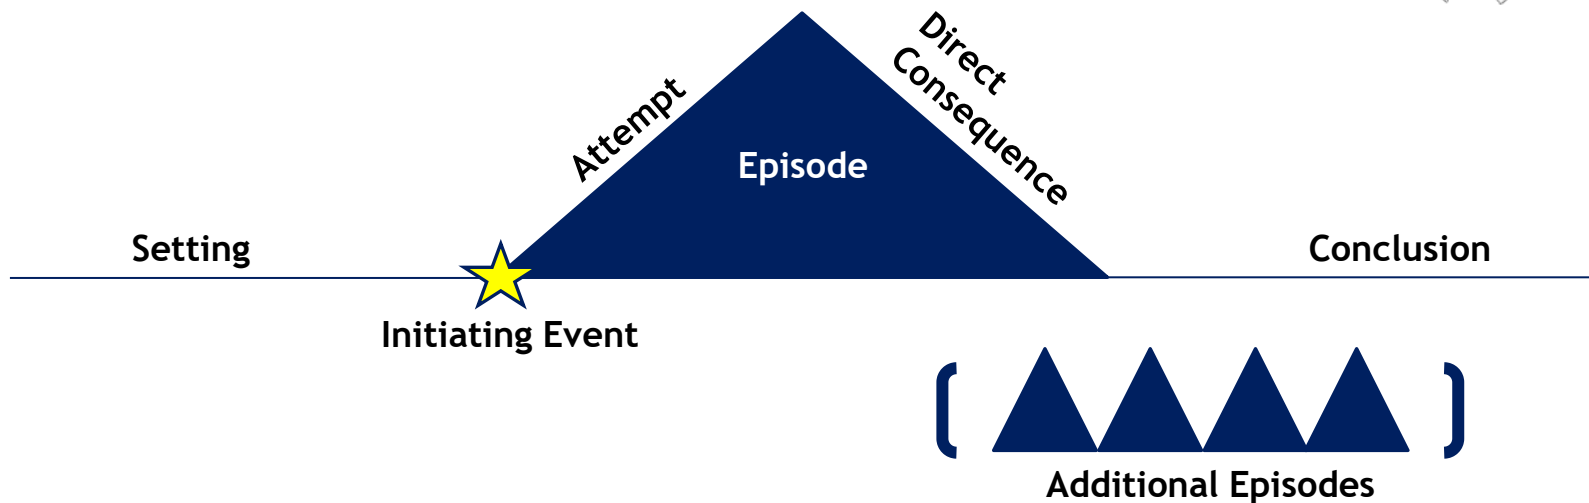 Direct
Consequence
Attempt
Episode
Setting
Conclusion
Initiating Event
Additional Episodes